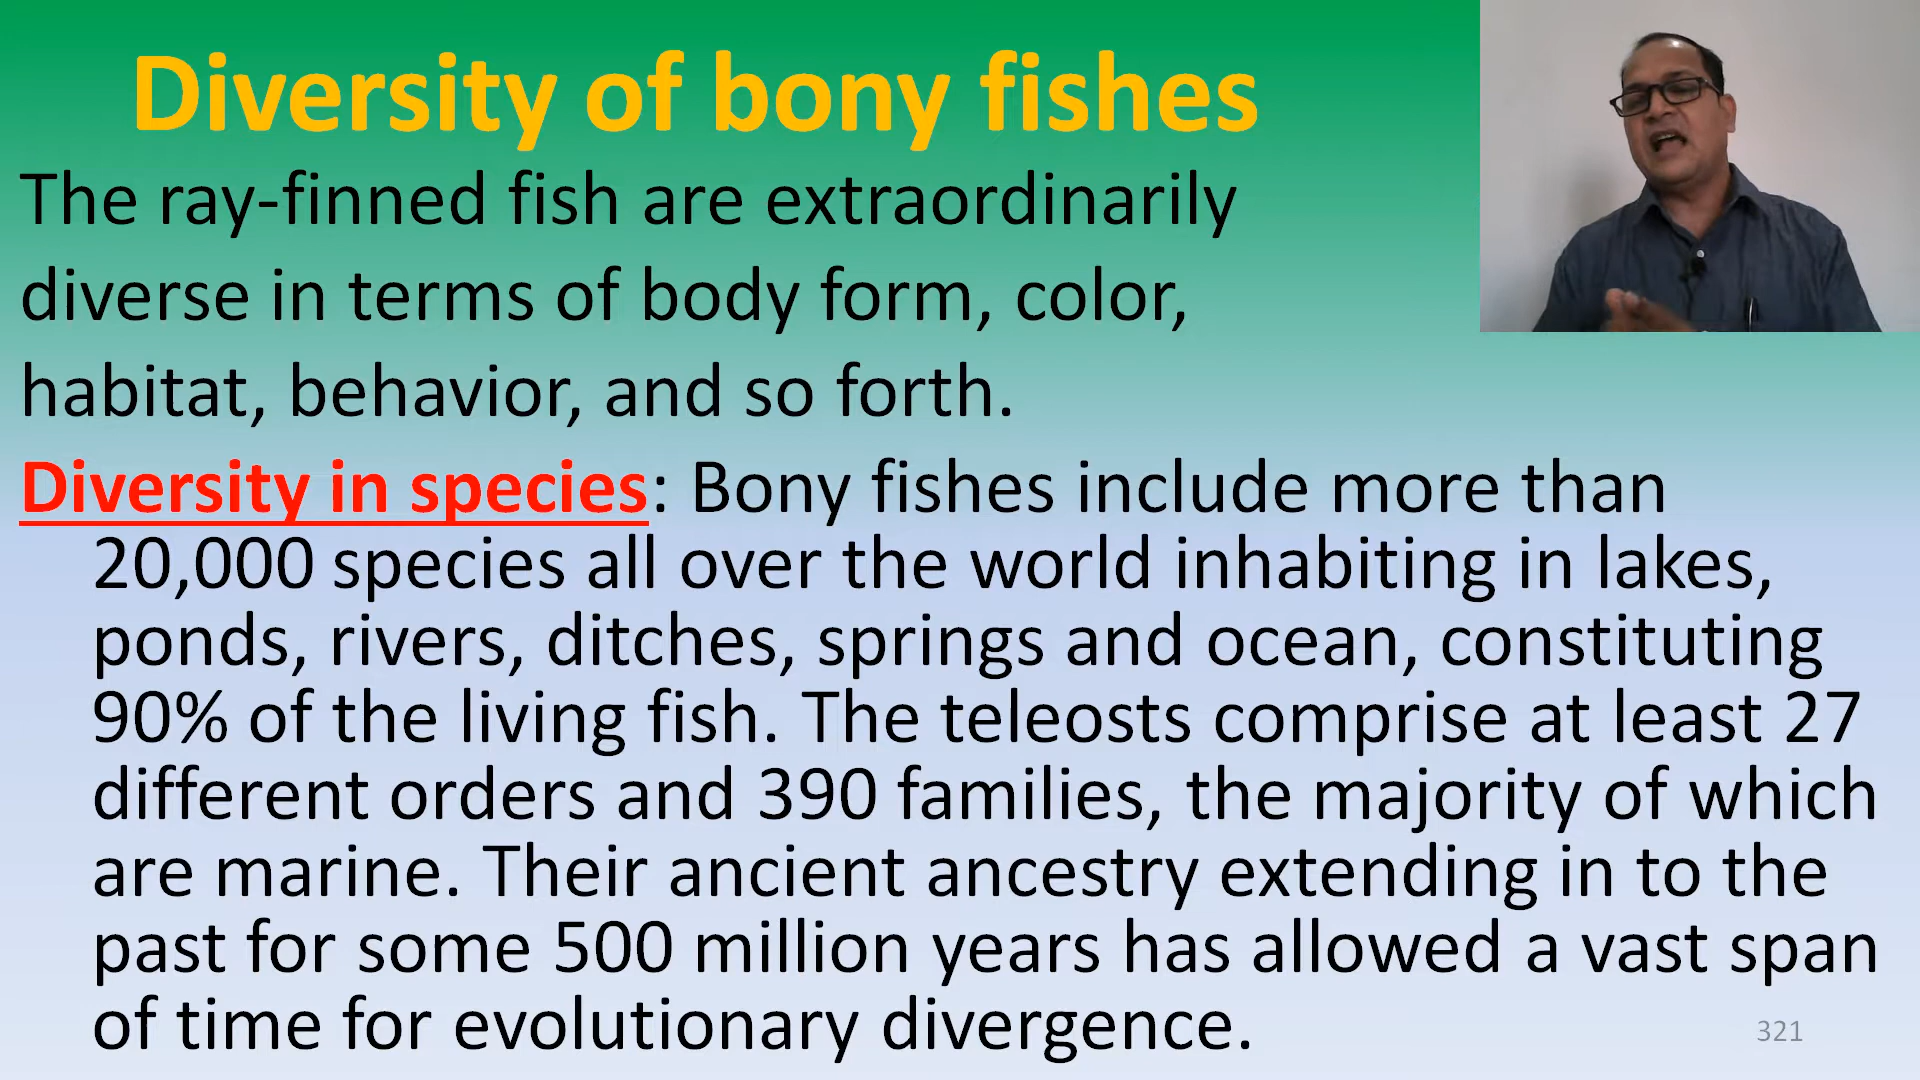 Diversity of bony fishes
The ray-finned fish are extraordinarily
diverse in terms of body form, color,
habitat, behavior, and so forth.
Diversity in species: Bony fishes include more than
20,000 species all over the world inhabiting in lakes,
ponds, rivers, ditches, springs and ocean, constituting
90% of the living fish. The teleosts comprise at least 27
different orders and 390 families, the majority of which
are marine. Their ancient ancestry extending in to the
past for some 500 million years has allowed a vast span
of time for evolutionary divergence.
321